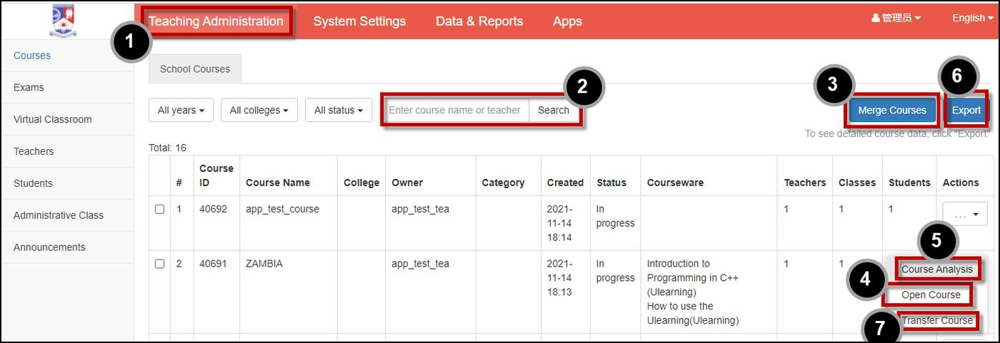 Teaching Administration System Settings Data & Reports Apps 管理员 English
1
Courses
Exams
Virtual Classroom
Teachers
Students
Administrative Class
Announcements
School Courses
2
3
6
All years All colleges All status Enter course name or teacher Search Merge Courses Export
To see detailed course data, click "Export"
Total: 16
# Course ID Course Name College Owner Category Created Status Courseware Teachers Classes Students Actions
1 40692 app_test_course app_test_tea 2021-11-14 18:14 In progress 1 1 1 ...
2 40691 ZAMBIA app_test_tea 2021-11-14 18:13 In progress Introduction to Programming in C++ (Ulearning) How to use the Ulearning(Ulearning) 1 1
5
Course Analysis
4
Open Course
7
Transfer Course